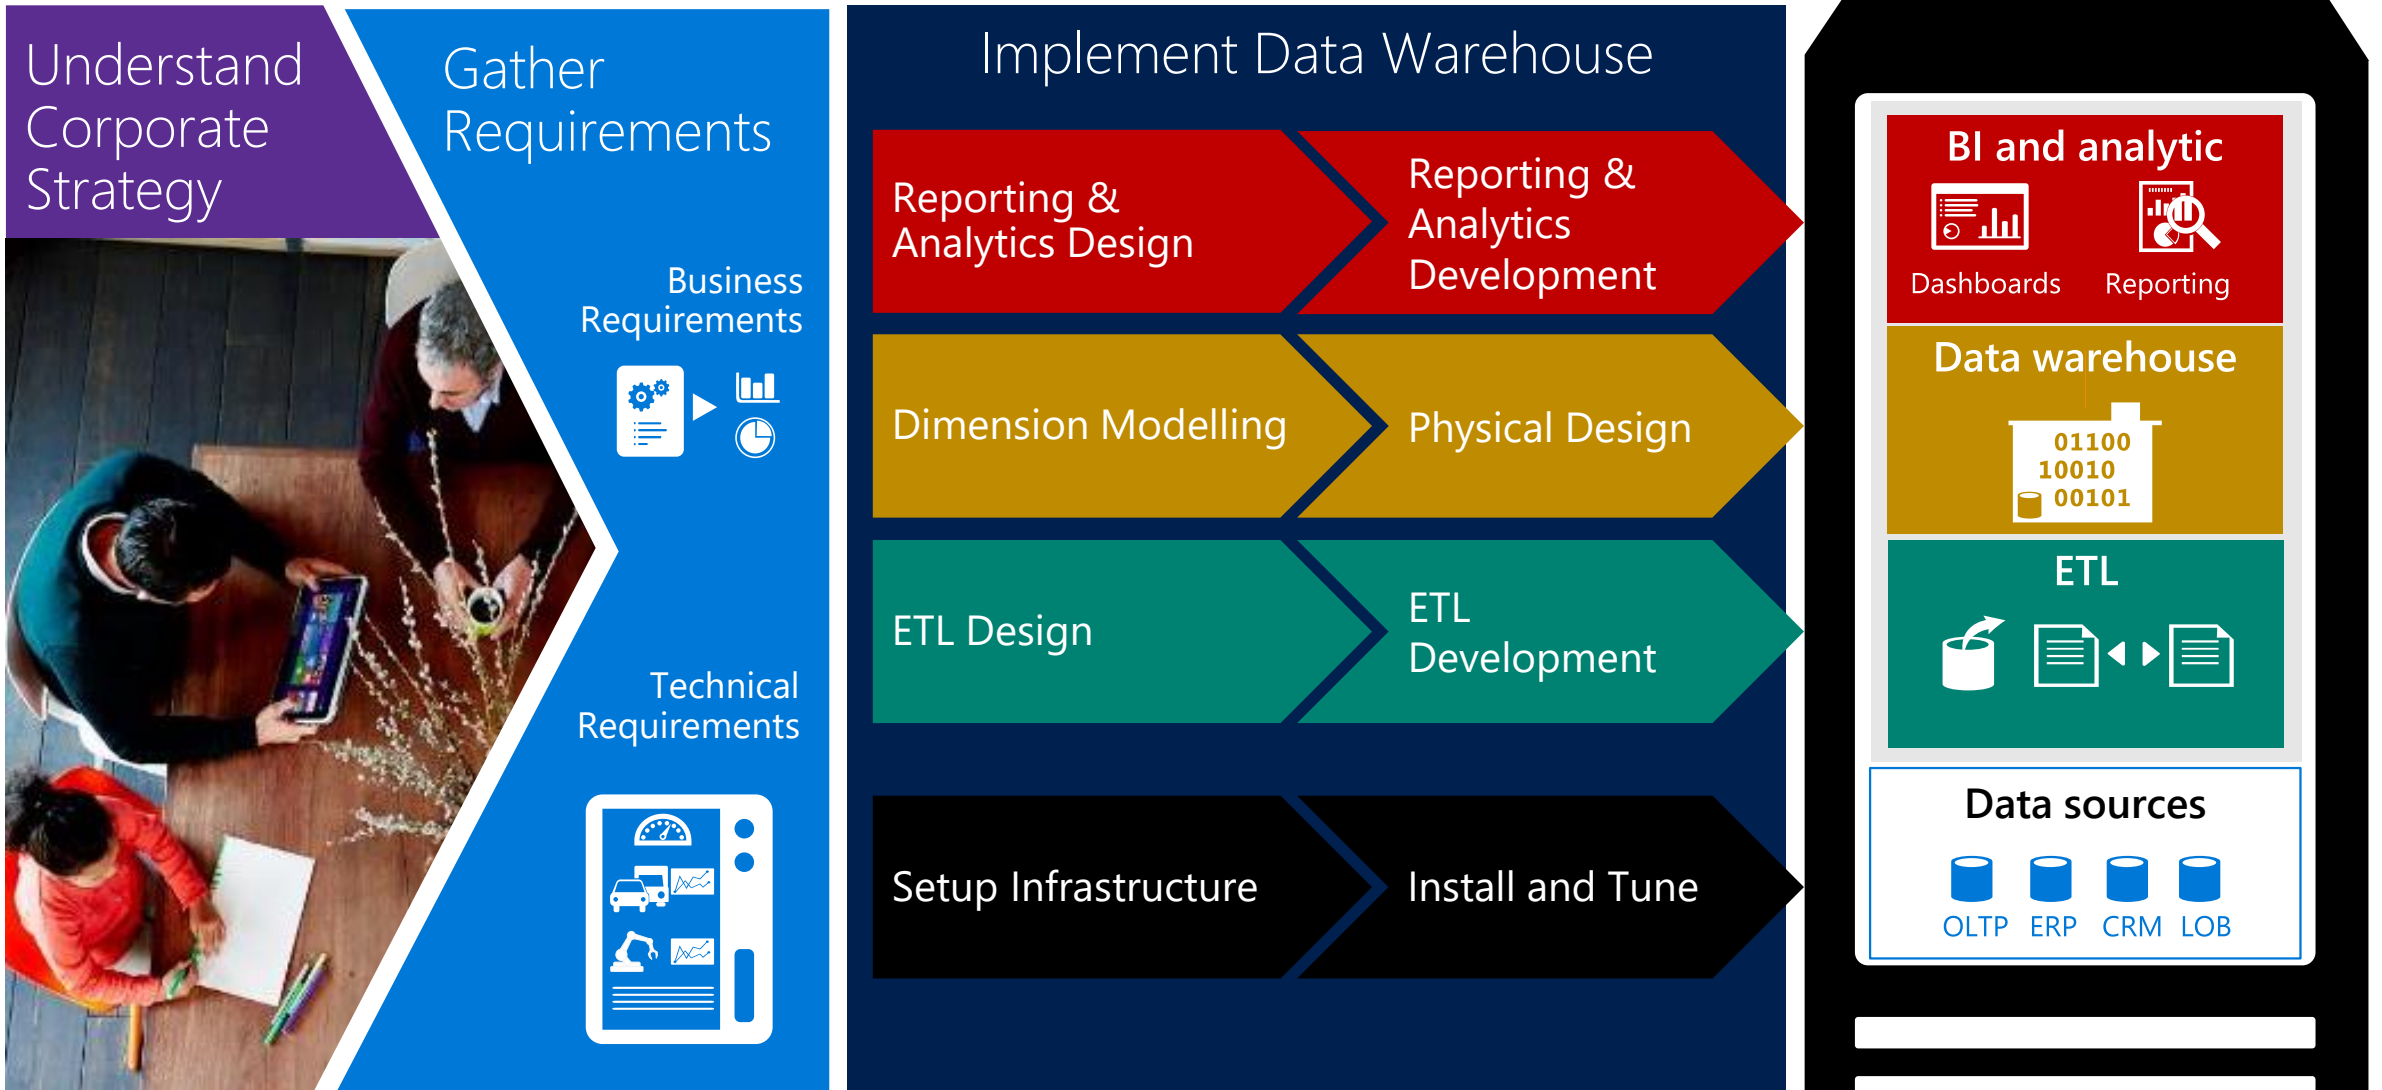 Understand
Corporate
Strategy
Gather
Requirements
Business
Requirements
Technical
Requirements
Implement Data Warehouse
Reporting &
Analytics Design
Reporting &
Analytics
Development
Dimension Modelling
Physical Design
ETL Design
ETL
Development
Setup Infrastructure
Install and Tune
BI and analytic
Dashboards
Reporting
Data warehouse
01100
10010
00101
ETL
Data sources
OLTP
ERP
CRM
LOB